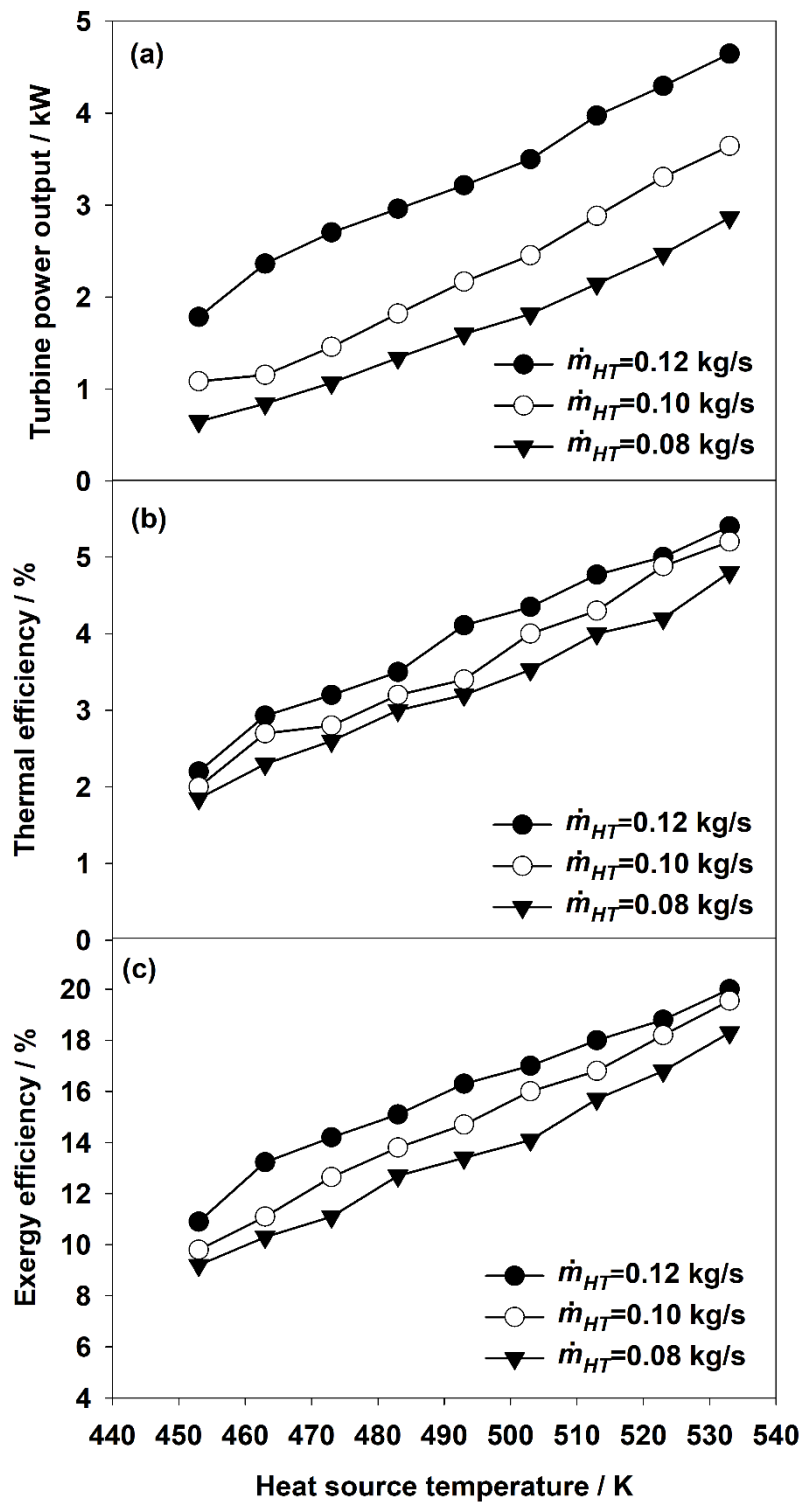 (a)
Turbine power output / kW
5
4
3
2
1
0
ṁHT=0.12 kg/s
ṁHT=0.10 kg/s
ṁHT=0.08 kg/s
(b)
Thermal efficiency / %
5
4
3
2
1
0
ṁHT=0.12 kg/s
ṁHT=0.10 kg/s
ṁHT=0.08 kg/s
(c)
Exergy efficiency / %
20
18
16
14
12
10
8
6
4
ṁHT=0.12 kg/s
ṁHT=0.10 kg/s
ṁHT=0.08 kg/s
440 450 460 470 480 490 500 510 520 530 540
Heat source temperature / K